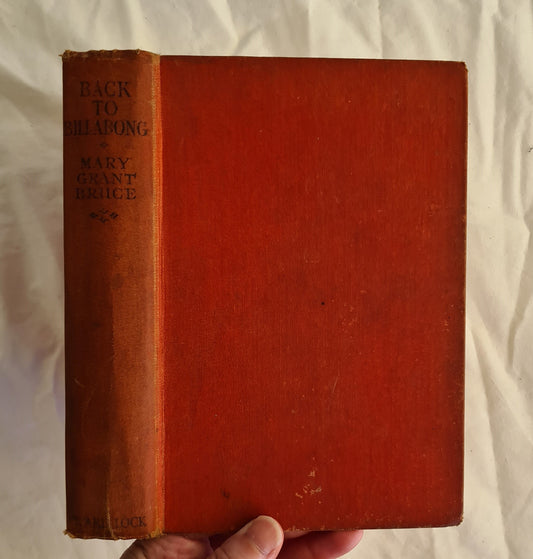 BACK
TO
BILLABONG
MARY
GRANT
BRUCE
WARD, LOCK